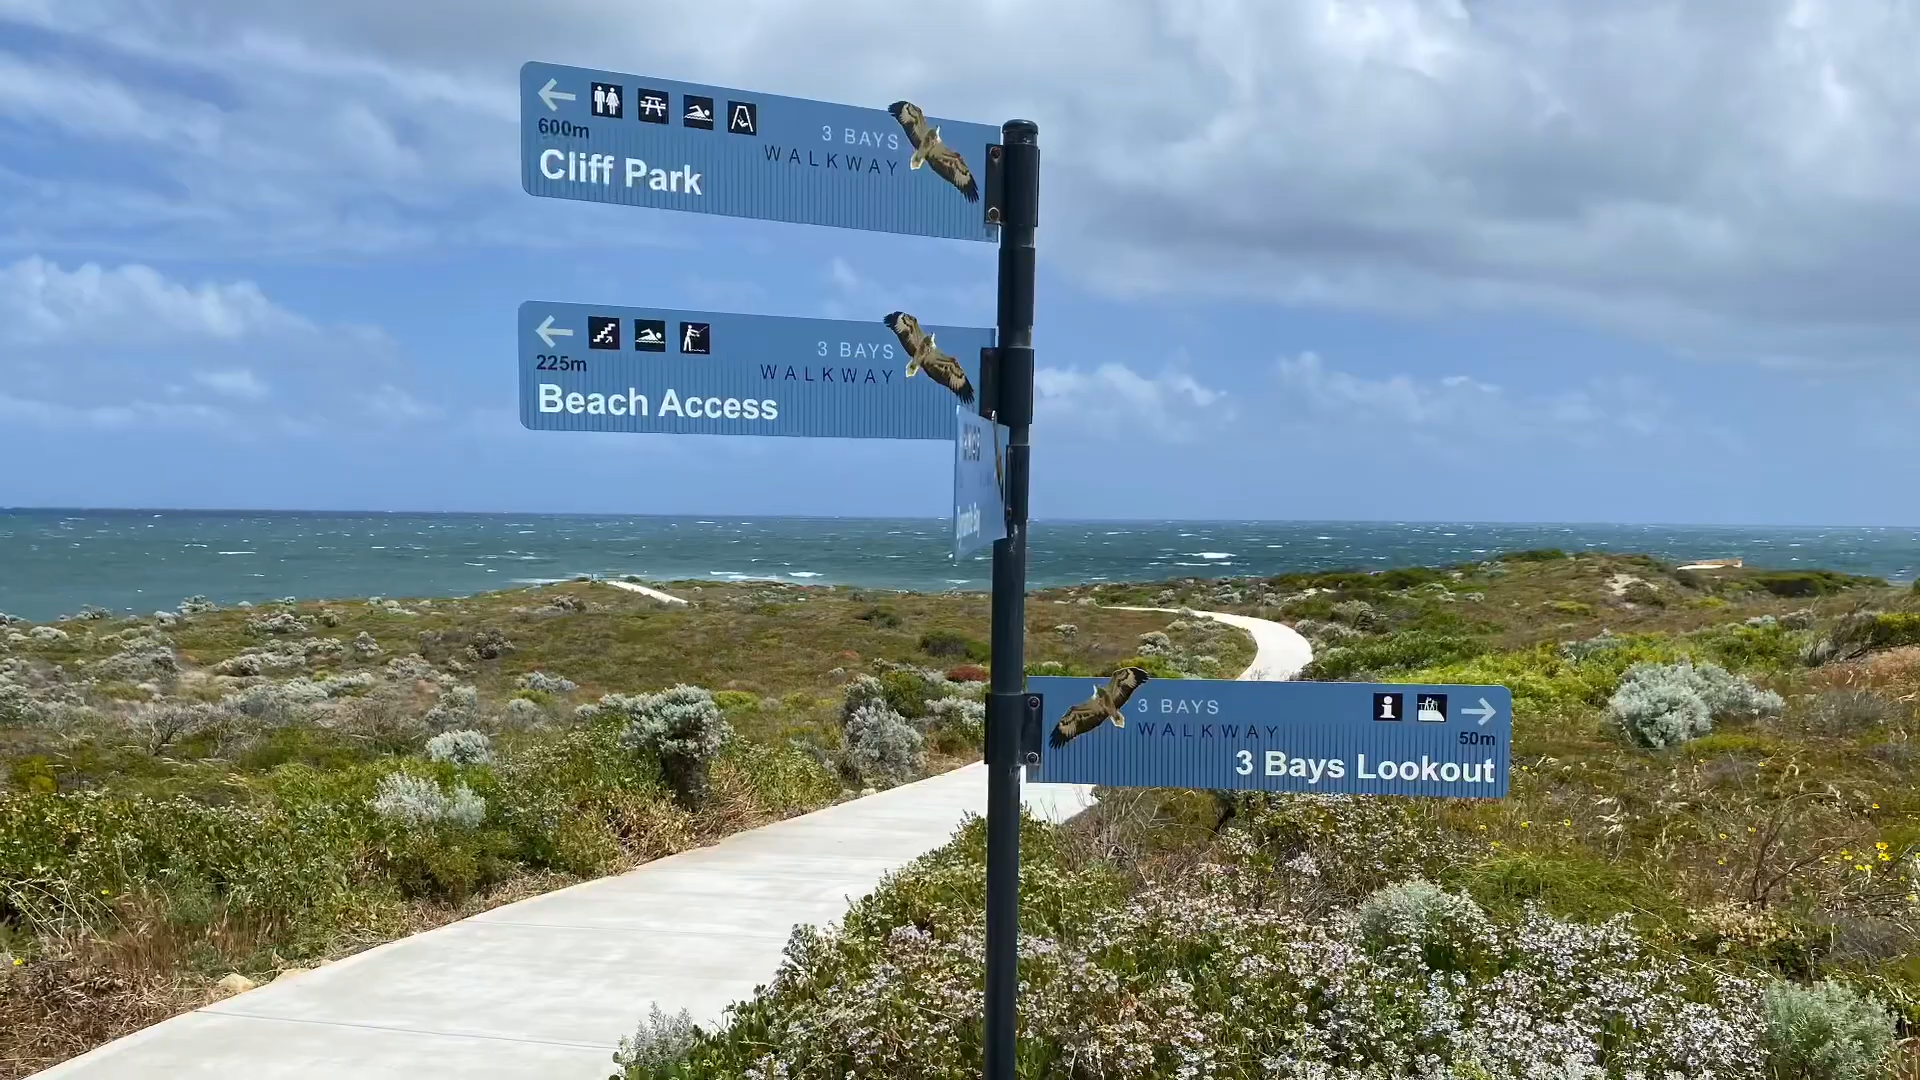 600m
3 BAYS
WALKWAY
Cliff Park
225m
3 BAYS
WALKWAY
Beach Access
3 BAYS
WALKWAY
50m
3 Bays Lookout